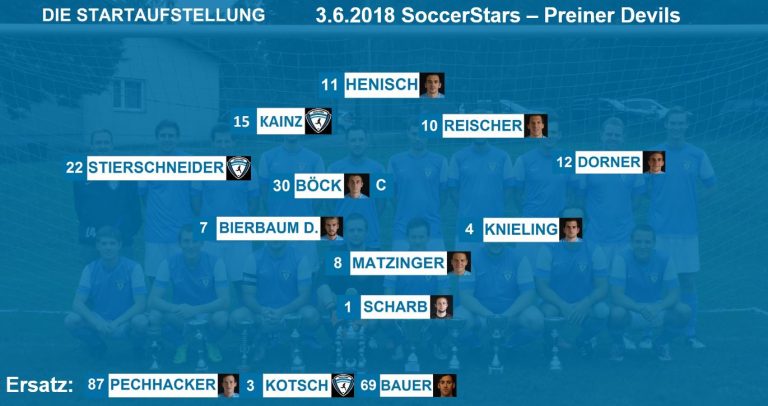 DIE STARTAUFSTELLUNG 3.6.2018 SoccerStars – Preiner Devils
11 HENISCH
15 KAINZ
10 REISCHER
22 STIERSCHNEIDER
12 DORNER
30 BÖCK C
7 BIERBAUM D.
4 KNIELING
8 MATZINGER
1 SCHARB
Ersatz: 87 PECHHACKER 3 KOTSCH 69 BAUER